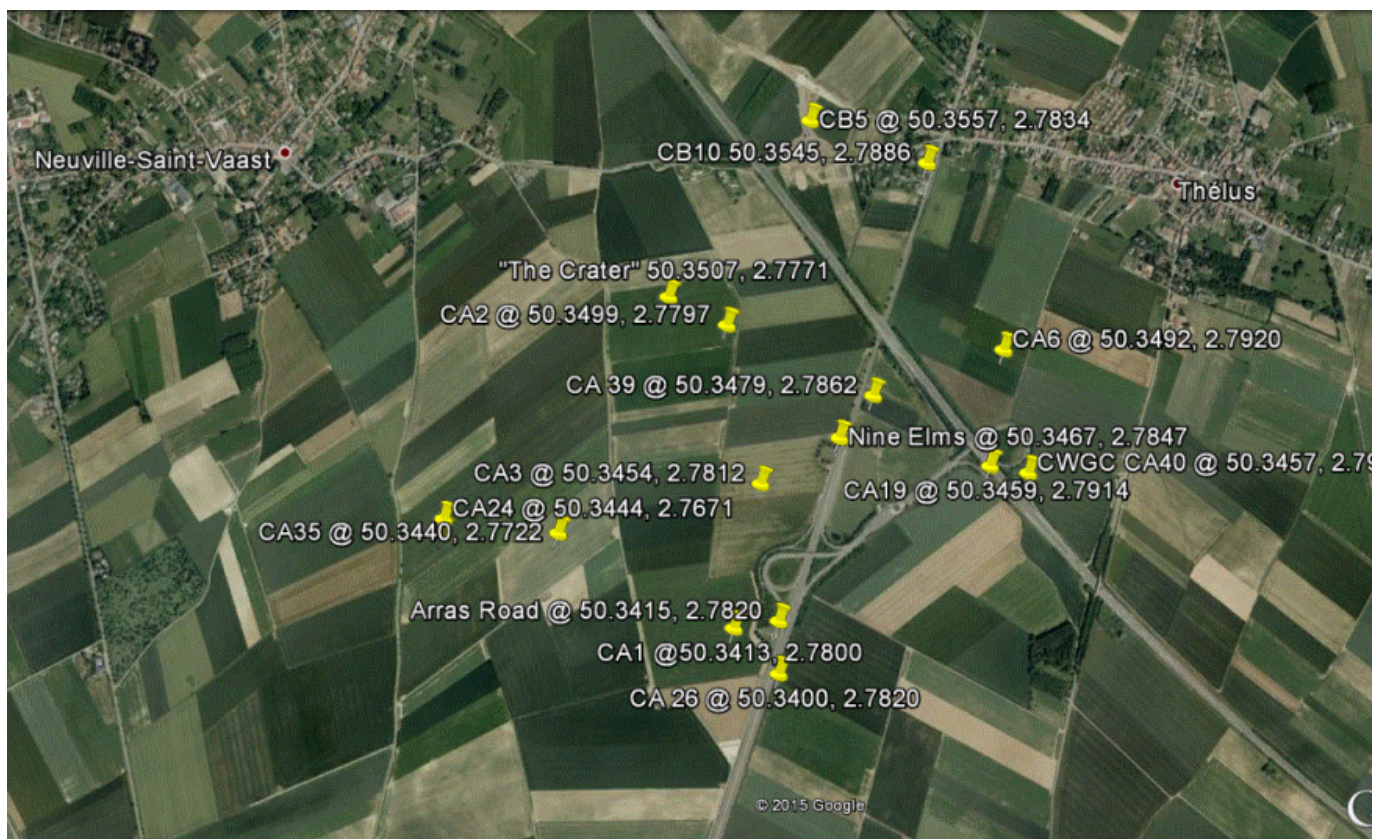 CB5 @ 50.3557, 2.7834
CB10 50.3545, 2.7886
Neuville-Saint-Vaast
Thélus
"The Crater" 50.3507, 2.7771
CA2 @ 50.3499, 2.7797
CA6 @ 50.3492, 2.7920
CA 39 @ 50.3479, 2.7862
Nine Elms @ 50.3467, 2.7847
CWGC CA40 @ 50.3457, 2.79
CA3 @ 50.3454, 2.7812
CA19 @ 50.3459, 2.7914
CA24 @ 50.3444, 2.7671
CA35 @ 50.3440, 2.7722
Arras Road @ 50.3415, 2.7820
CA1 @50.3413, 2.7800
CA 26 @ 50.3400, 2.7820
© 2015 Google